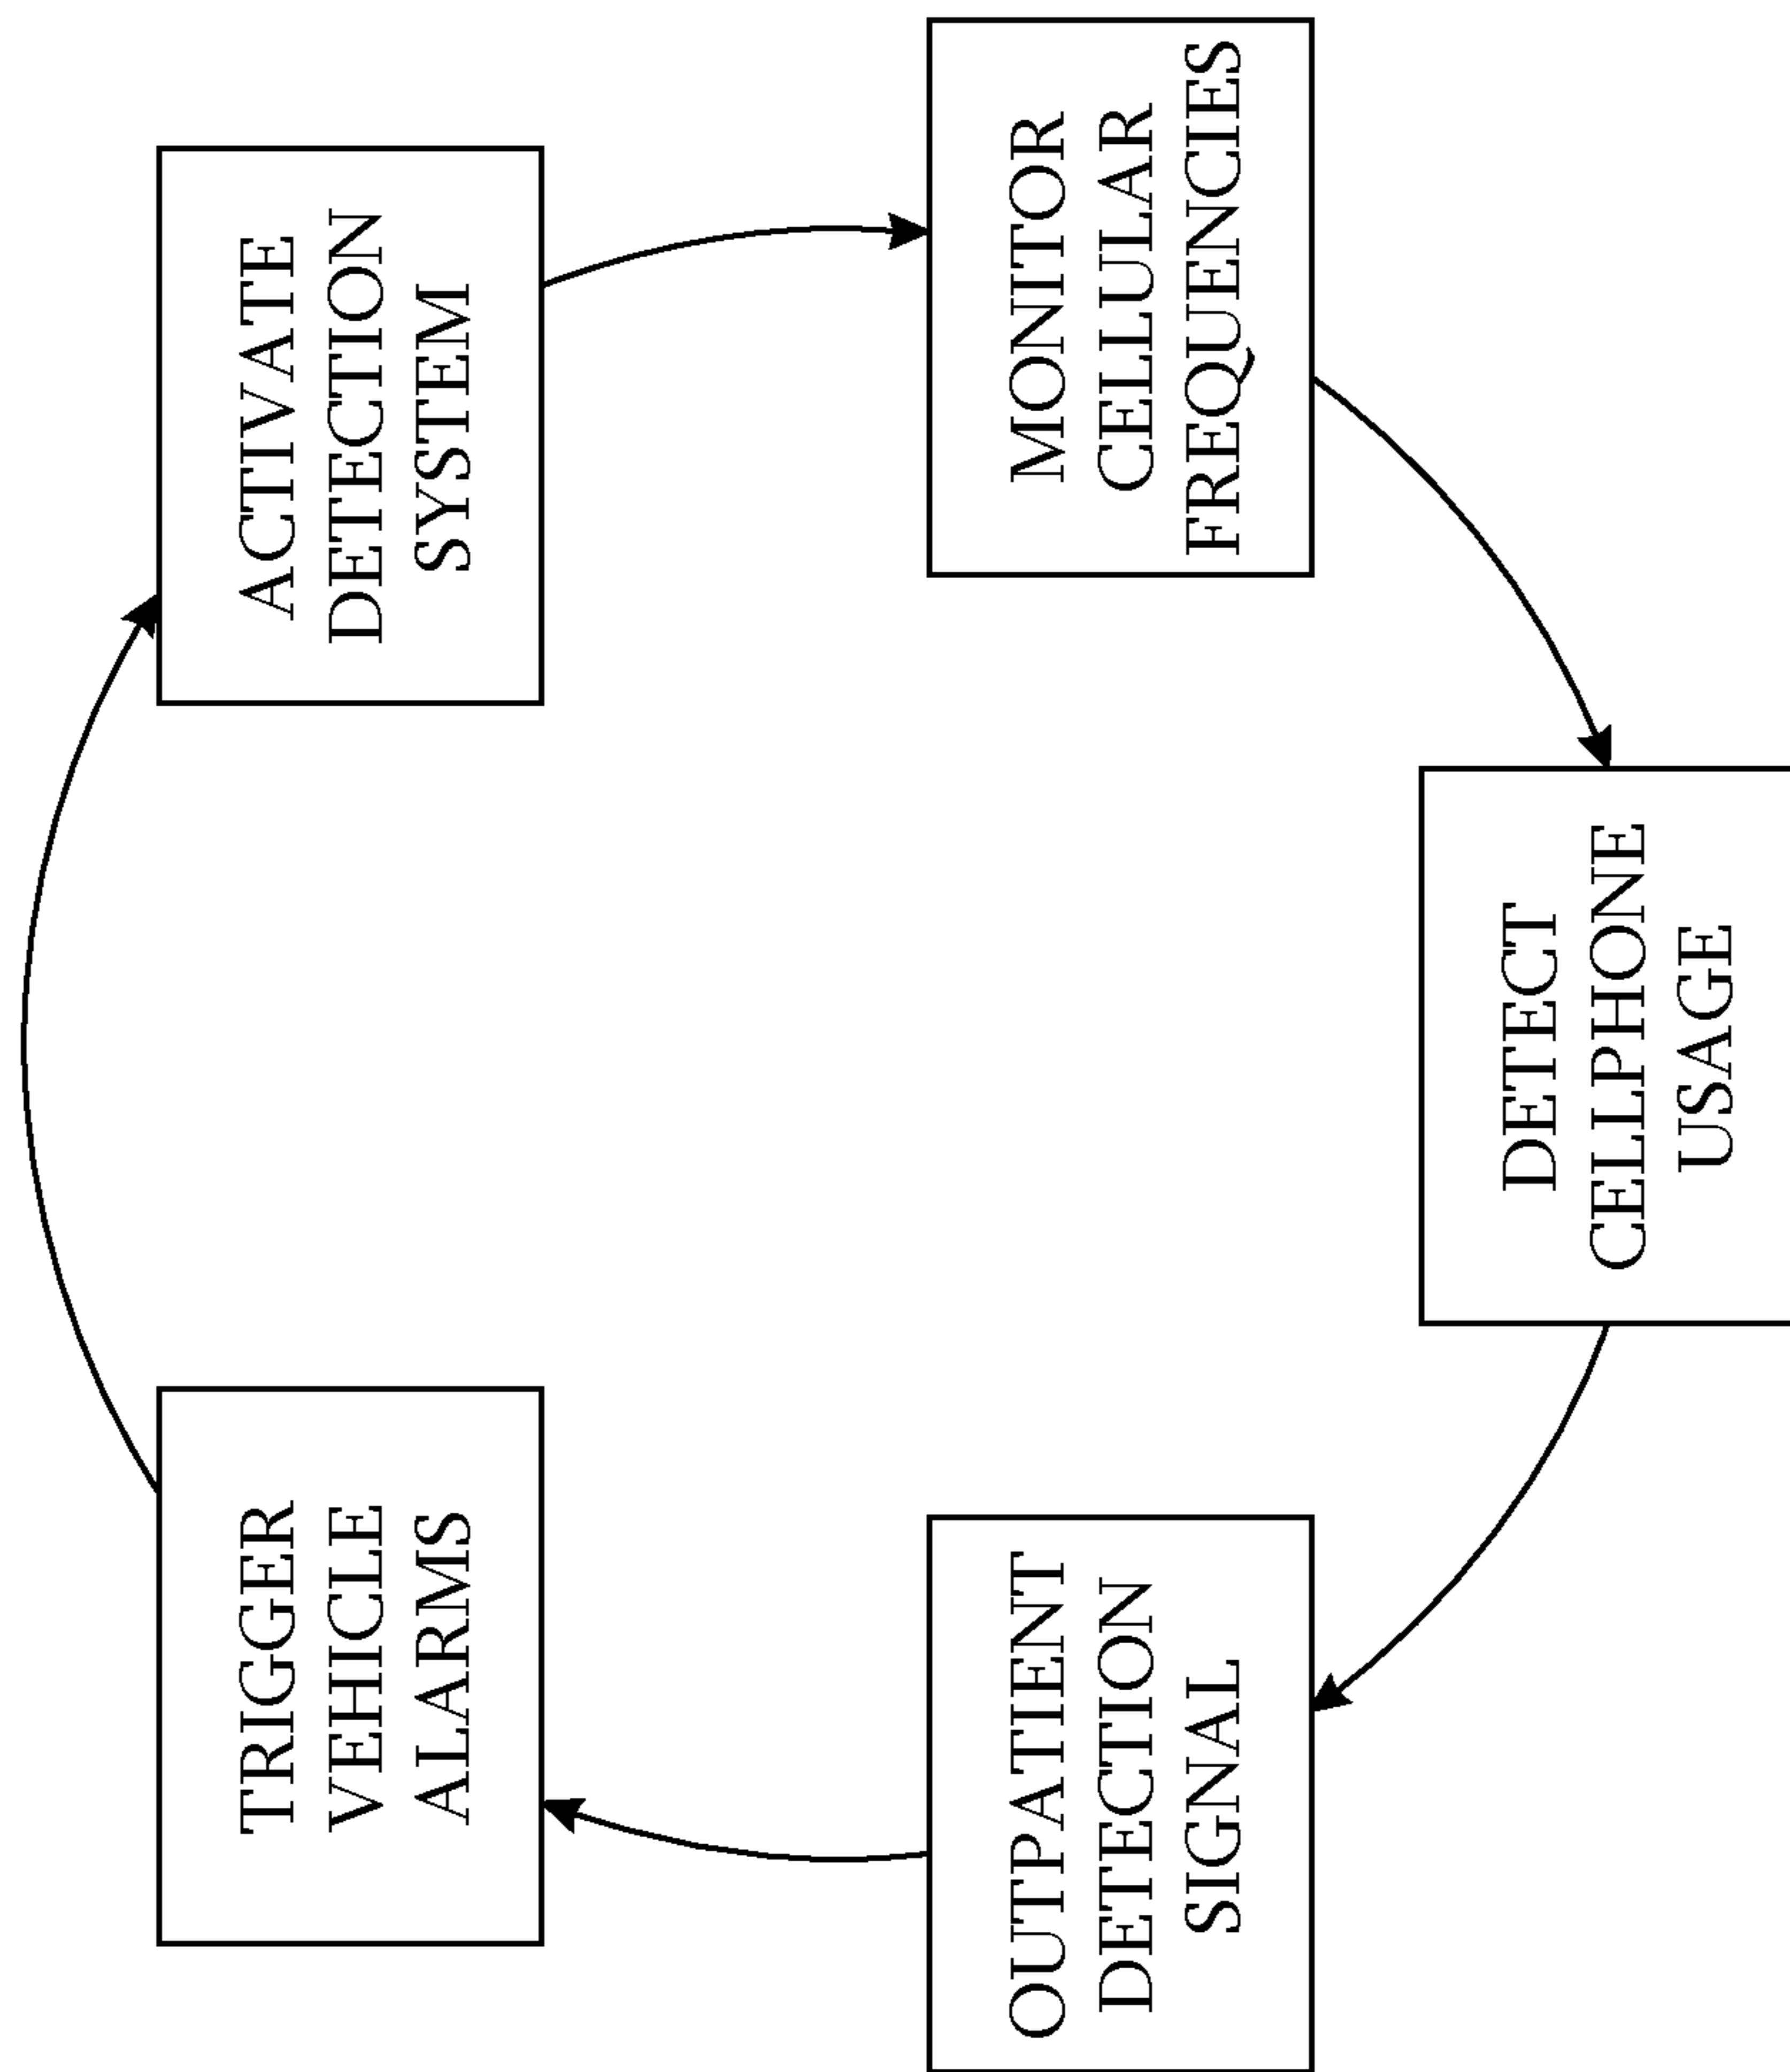 ACTIVATE
DETECTION
SYSTEM
MONITOR
CELLULAR
FREQUENCIES
DETECT
CELLPHONE
USAGE
OUTPATIENT
DETECTION
SIGNAL
TRIGGER
VEHICLE
ALARMS